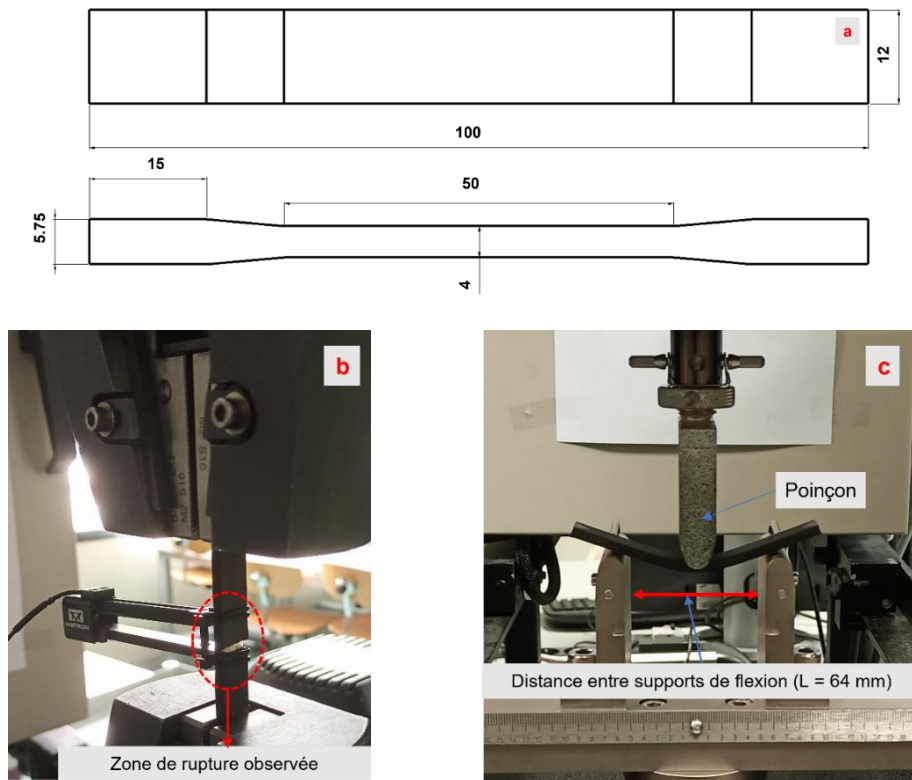 a
12
100
15
50
5.75
4
b
INSTRON
Zone de rupture observée
c
Poinçon
Distance entre supports de flexion (L = 64 mm)